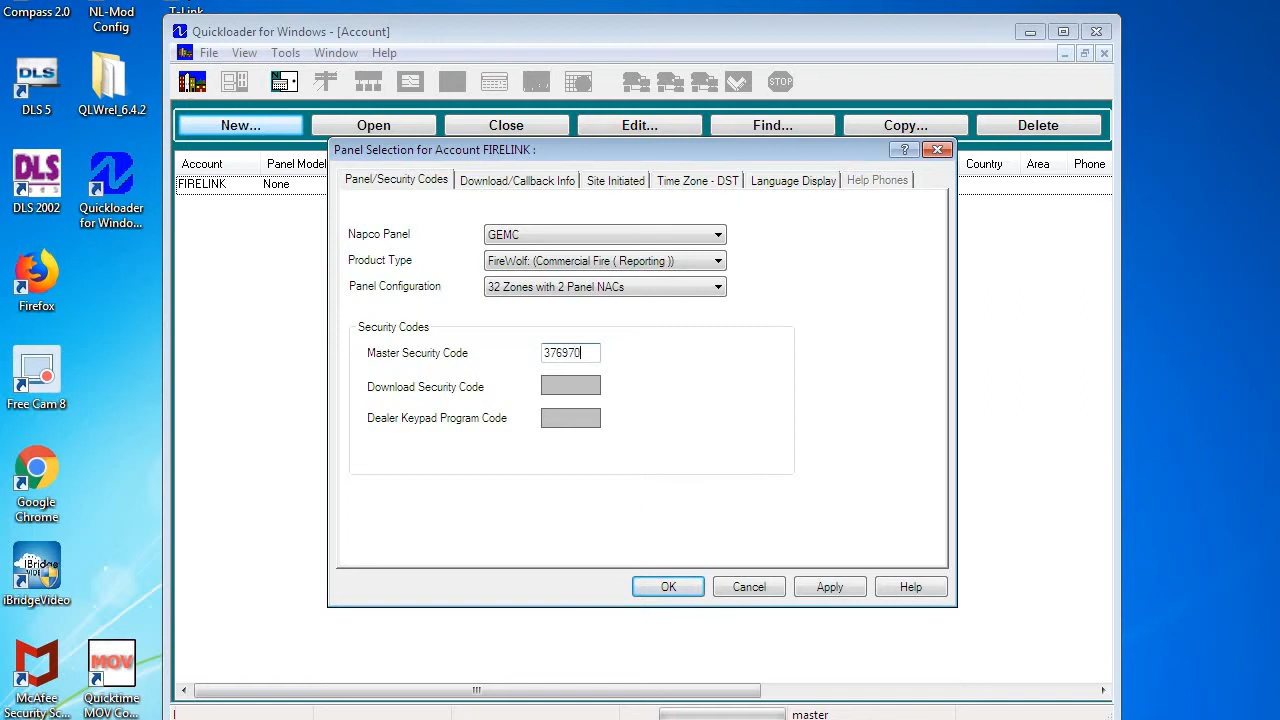 Compass 2.0
NL-Mod
Config
T-Link
DLS
DLS 5
QLWrel_6.4.2
DLS
DLS 2002
Quickloader
for Windo...
Firefox
Free Cam 8
Google
Chrome
iBridge
VIDEO
iBridgeVideo
McAfee
Security Sc...
MOV
Quicktime
MOV Co...
Quickloader for Windows - [Account]
File View Tools Window Help
STOP
New... Open Close Edit... Find... Copy... Delete
Account Panel Model Country Area Phone
FIRELINK None
Panel Selection for Account FIRELINK :
Panel/Security Codes Download/Callback Info Site Initiated Time Zone - DST Language Display Help Phones
Napco Panel GEMC
Product Type FireWolf: (Commercial Fire ( Reporting ))
Panel Configuration 32 Zones with 2 Panel NACs
Security Codes
Master Security Code 376970
Download Security Code
Dealer Keypad Program Code
OK Cancel Apply Help
master